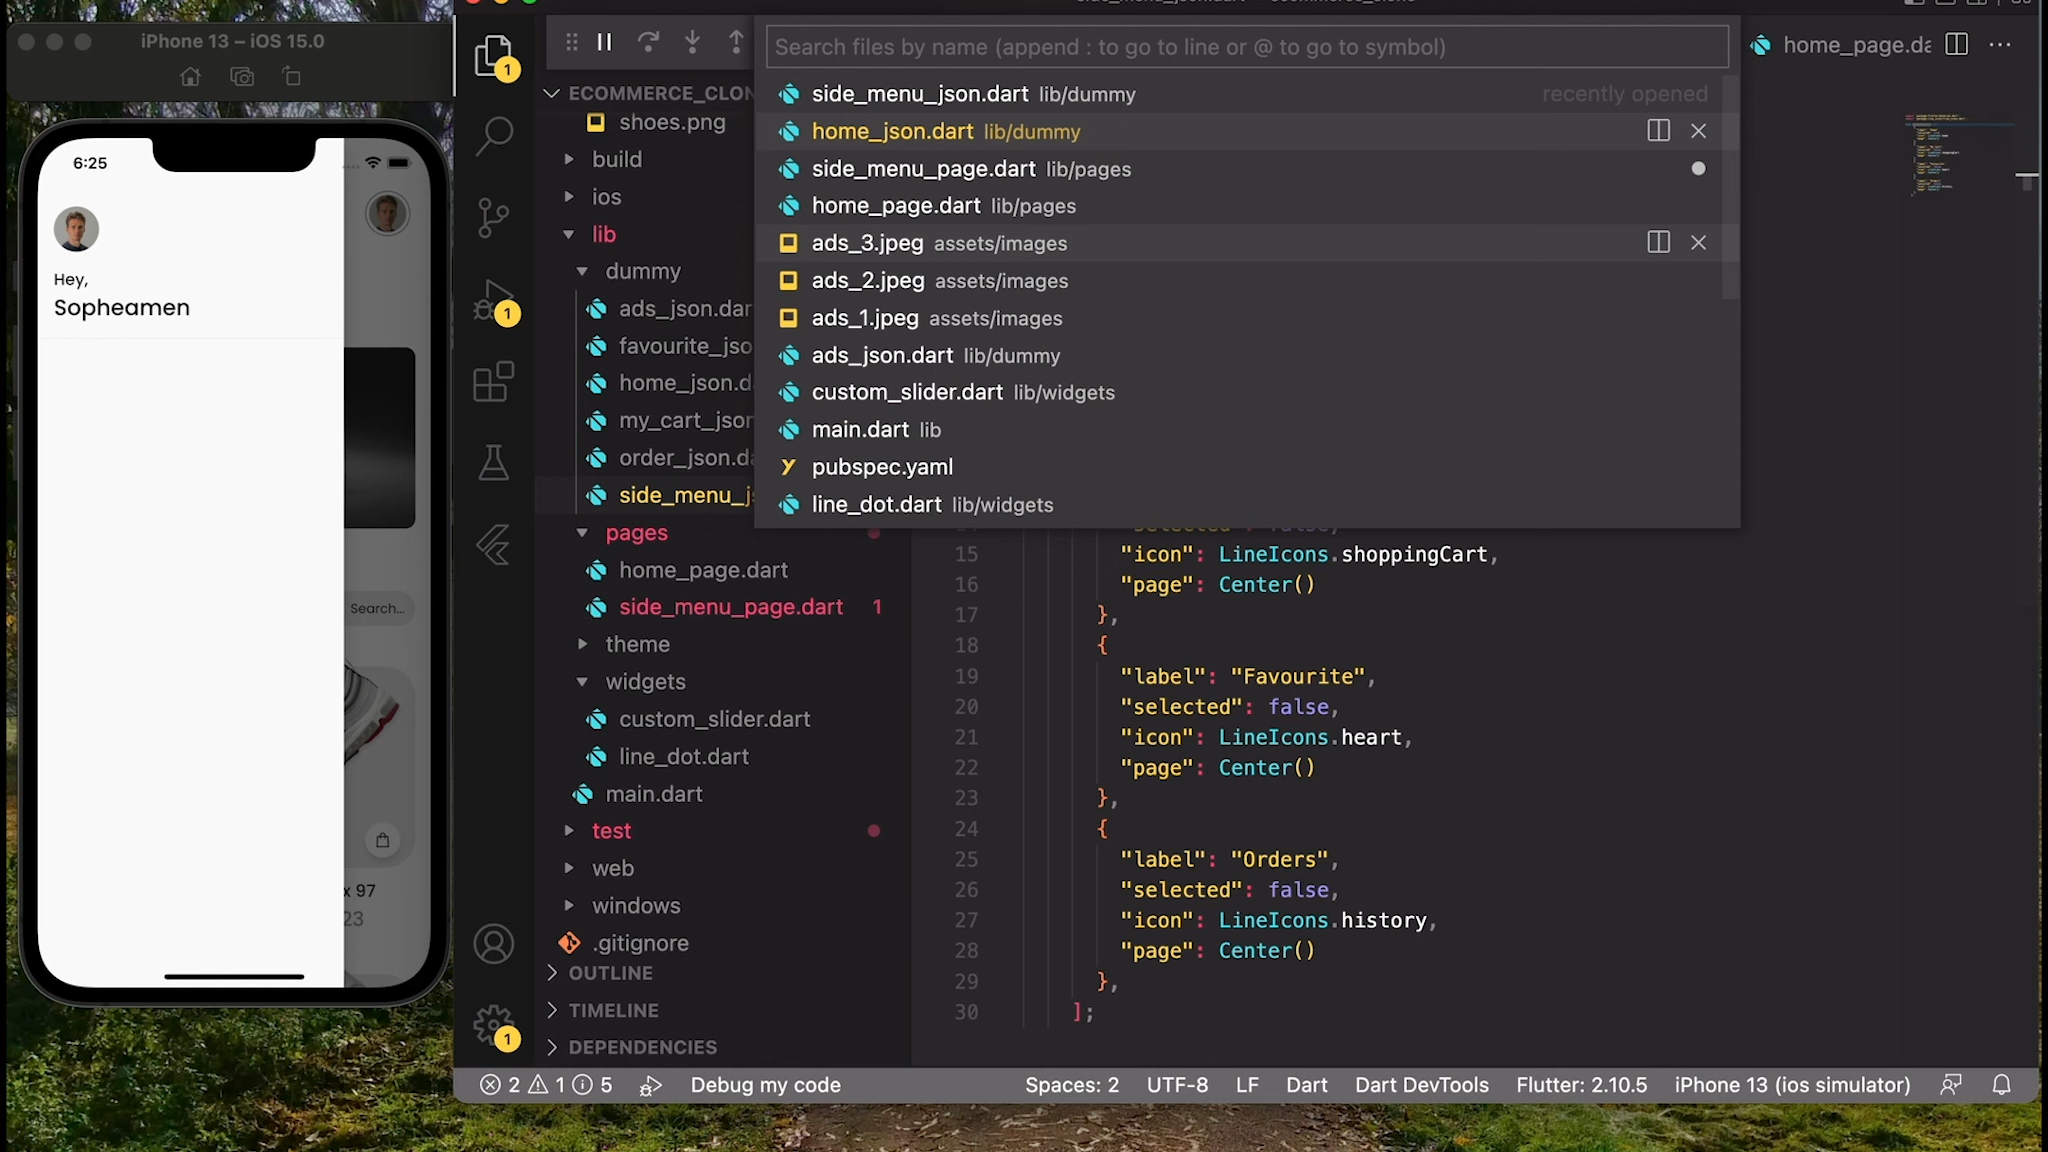 iPhone 13 – iOS 15.0
6:25
Hey,
Sopheamen
Search...
x 97
23
1
1
1
ECOMMERCE_CLON
shoes.png
build
ios
lib
dummy
ads_json.dar
favourite_jso
home_json.da
my_cart_json
order_json.da
side_menu_js
pages
home_page.dart
side_menu_page.dart 1
theme
widgets
custom_slider.dart
line_dot.dart
main.dart
test
web
windows
.gitignore
OUTLINE
TIMELINE
DEPENDENCIES
Search files by name (append : to go to line or @ to go to symbol)
side_menu_json.dart lib/dummy recently opened
home_json.dart lib/dummy
side_menu_page.dart lib/pages
home_page.dart lib/pages
ads_3.jpeg assets/images
ads_2.jpeg assets/images
ads_1.jpeg assets/images
ads_json.dart lib/dummy
custom_slider.dart lib/widgets
main.dart lib
pubspec.yaml
line_dot.dart lib/widgets
home_page.da
15 "icon": LineIcons.shoppingCart,
16 "page": Center()
17 },
18 {
19 "label": "Favourite",
20 "selected": false,
21 "icon": LineIcons.heart,
22 "page": Center()
23 },
24 {
25 "label": "Orders",
26 "selected": false,
27 "icon": LineIcons.history,
28 "page": Center()
29 },
30 ];
2 1 5 Debug my code Spaces: 2 UTF-8 LF Dart Dart DevTools Flutter: 2.10.5 iPhone 13 (ios simulator)